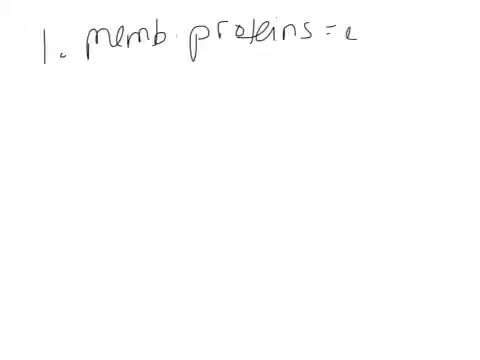 1. memb. proteins =